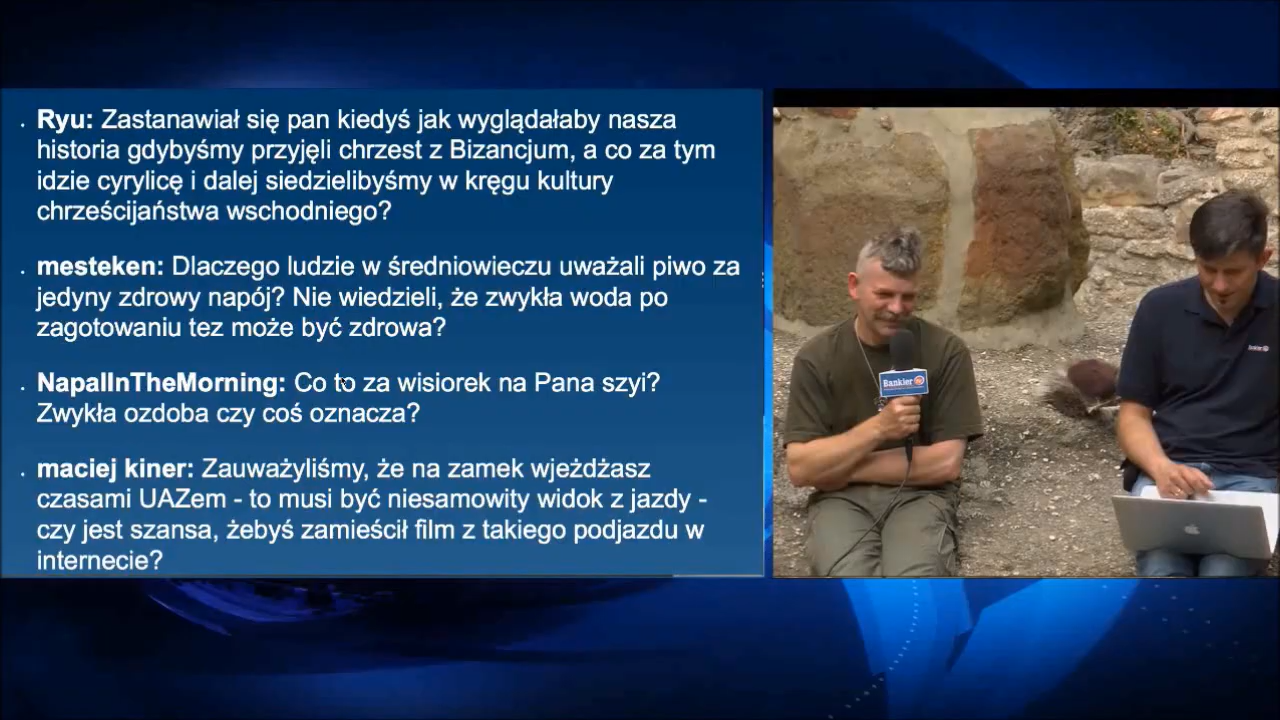 Ryu: Zastanawiał się pan kiedyś jak wyglądałaby nasza
historia gdybyśmy przyjęli chrzest z Bizancjum, a co za tym
idzie cyrylicę i dalej siedzielibyśmy w kręgu kultury
chrześcijaństwa wschodniego?
mesteken: Dlaczego ludzie w średniowieczu uważali piwo za
jedyny zdrowy napój? Nie wiedzieli, że zwykła woda po
zagotowaniu tez może być zdrowa?
NapalInTheMorning: Co to za wisiorek na Pana szyi?
Zwykła ozdoba czy coś oznacza?
maciej kiner: Zauważyliśmy, że na zamek wjeżdżasz
czasami UAZem - to musi być niesamowity widok z jazdy -
czy jest szansa, żebyś zamieścił film z takiego podjazdu w
internecie?
Bankier